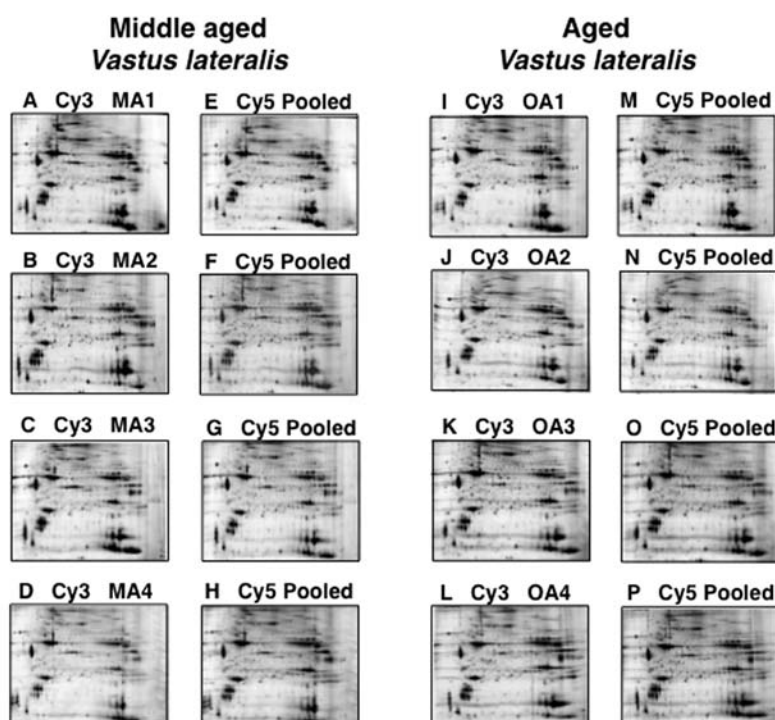 Middle aged
Vastus lateralis
Aged
Vastus lateralis
A Cy3 MA1
E Cy5 Pooled
I Cy3 OA1
M Cy5 Pooled
B Cy3 MA2
F Cy5 Pooled
J Cy3 OA2
N Cy5 Pooled
C Cy3 MA3
G Cy5 Pooled
K Cy3 OA3
O Cy5 Pooled
D Cy3 MA4
H Cy5 Pooled
L Cy3 OA4
P Cy5 Pooled